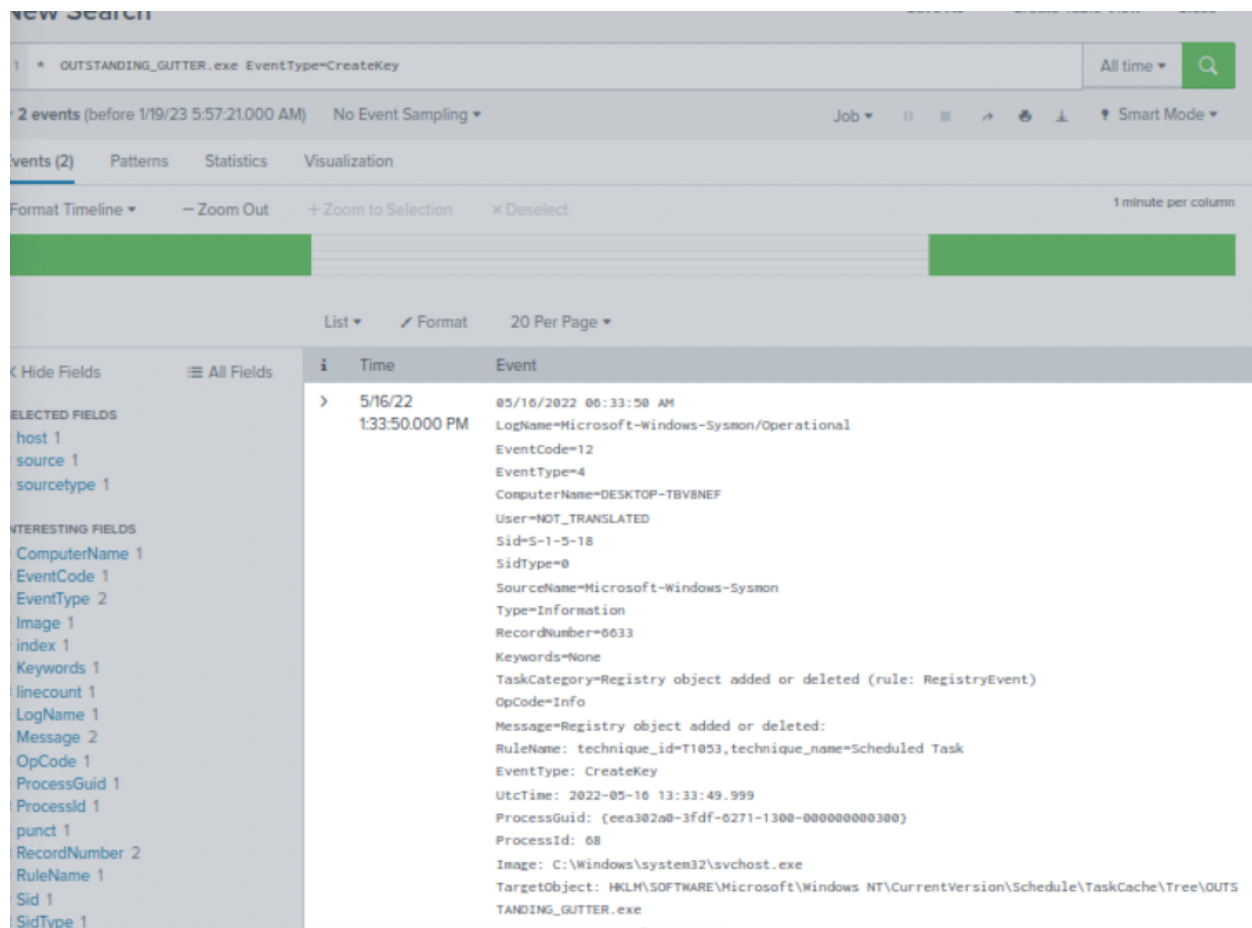 New Search
1 * OUTSTANDING_GUTTER.exe EventType=CreateKey
All time
2 events (before 1/19/23 5:57:21.000 AM) No Event Sampling
Job
Smart Mode
Events (2) Patterns Statistics Visualization
Format Timeline — Zoom Out + Zoom to Selection × Deselect
1 minute per column
List Format 20 Per Page
Hide Fields All Fields
i Time Event
SELECTED FIELDS
host 1
source 1
sourcetype 1
INTERESTING FIELDS
ComputerName 1
EventCode 1
EventType 2
Image 1
index 1
Keywords 1
linecount 1
LogName 1
Message 2
OpCode 1
ProcessGuid 1
ProcessId 1
punct 1
RecordNumber 2
RuleName 1
Sid 1
SidType 1
5/16/22
1:33:50.000 PM
05/16/2022 06:33:50 AM
LogName=Microsoft-Windows-Sysmon/Operational
EventCode=12
EventType=4
ComputerName=DESKTOP-TBV8NEF
User=NOT_TRANSLATED
Sid=S-1-5-18
SidType=0
SourceName=Microsoft-Windows-Sysmon
Type=Information
RecordNumber=6633
Keywords=None
TaskCategory=Registry object added or deleted (rule: RegistryEvent)
OpCode=Info
Message=Registry object added or deleted:
RuleName: technique_id=T1053,technique_name=Scheduled Task
EventType: CreateKey
UtcTime: 2022-05-16 13:33:49.999
ProcessGuid: {eea302a0-3fdf-6271-1300-000000000300}
ProcessId: 68
Image: C:\Windows\system32\svchost.exe
TargetObject: HKLM\SOFTWARE\Microsoft\Windows NT\CurrentVersion\Schedule\TaskCache\Tree\OUTS
TANDING_GUTTER.exe